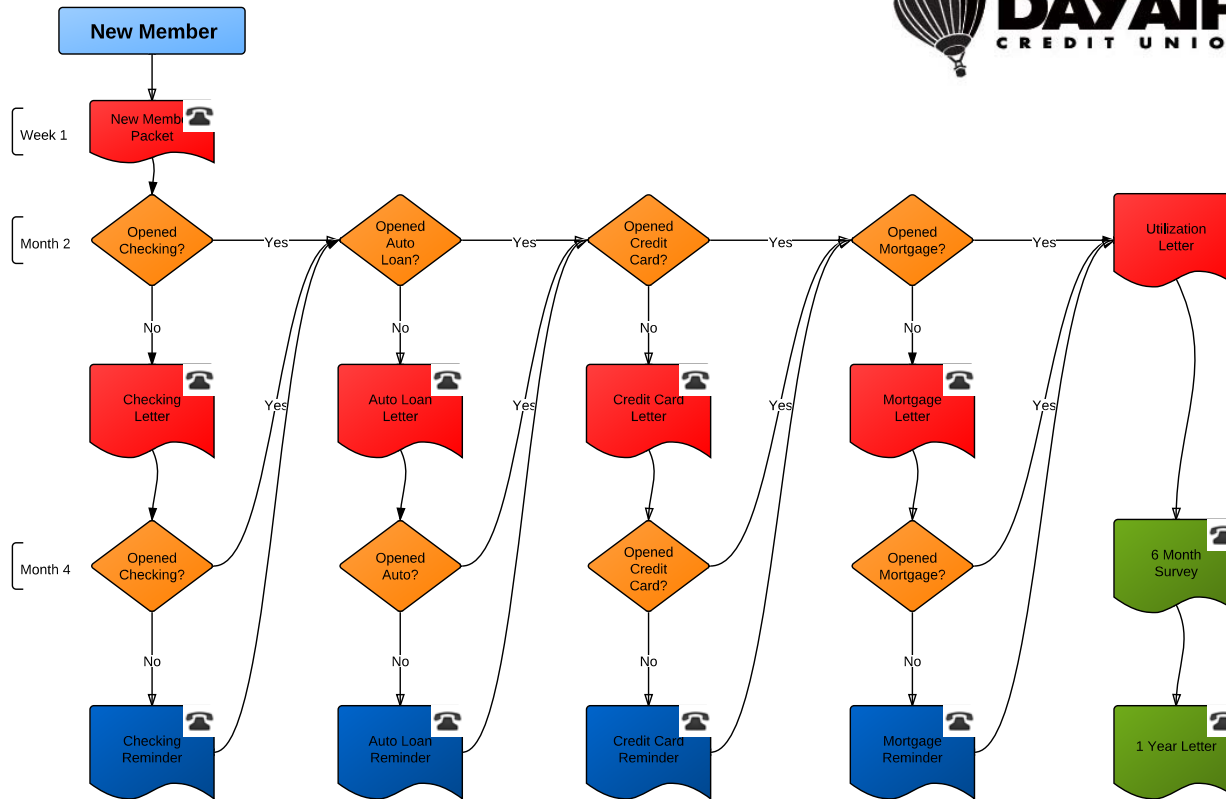 New Member
DAY AIR
CREDIT UNIO
Week 1
New Membe
Packet
Month 2
Opened
Checking?
Yes
Opened
Auto
Loan?
Yes
Opened
Credit
Card?
Yes
Opened
Mortgage?
Yes
Utilization
Letter
No
No
No
No
Checking
Letter
Yes
Auto Loan
Letter
Yes
Credit Card
Letter
Yes
Mortgage
Letter
Yes
Month 4
Opened
Checking?
Opened
Auto?
Opened
Credit
Card?
Opened
Mortgage?
6 Month
Survey
No
No
No
No
Checking
Reminder
Auto Loan
Reminder
Credit Card
Reminder
Mortgage
Reminder
1 Year Letter